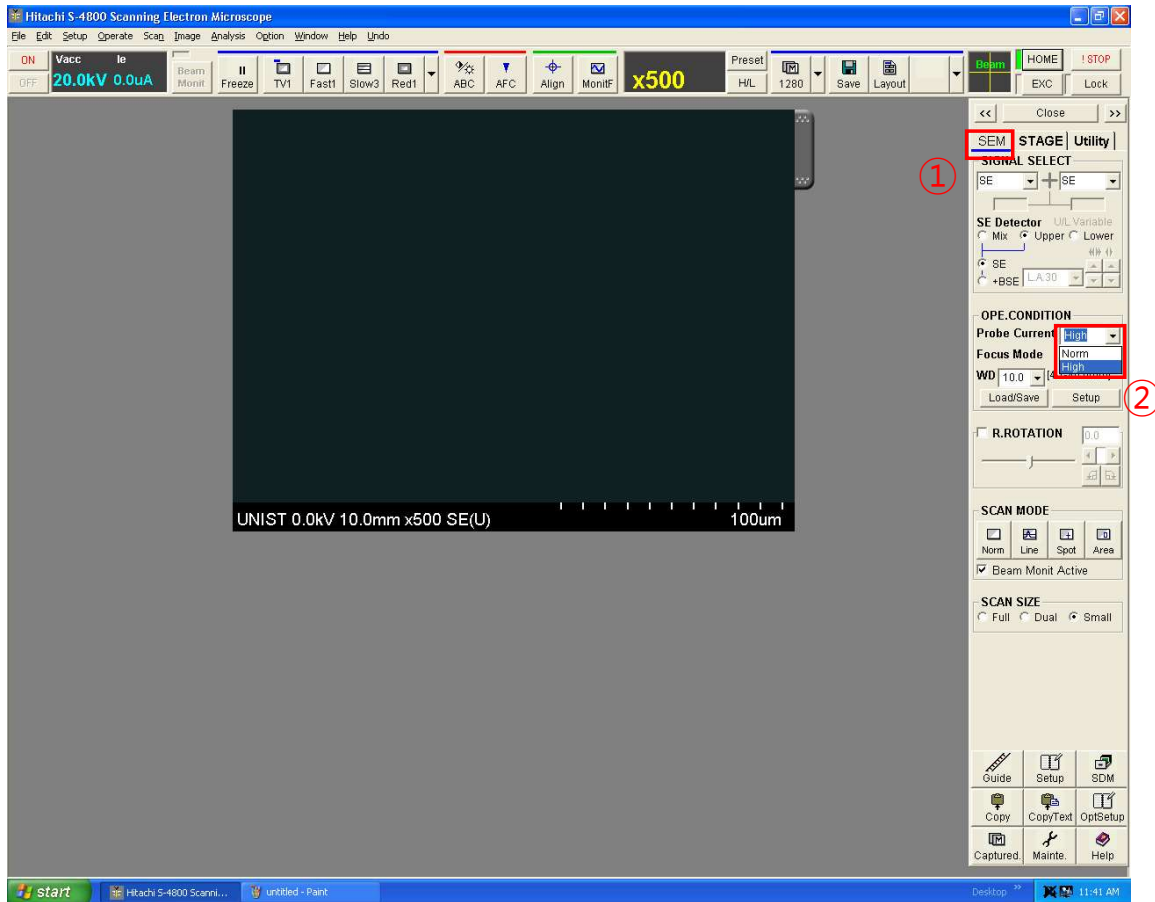 Hitachi S-4800 Scanning Electron Microscope
File Edit Setup Operate Scan Image Analysis Option Window Help Undo
ON
OFF
Vacc Ie
20.0kV 0.0uA
Beam
Monit
Freeze
TV1
Fast1
Slow3
Red1
ABC
AFC
Align
MonitF
x500
Preset
H/L
1280
Save
Layout
Beam
HOME
EXC
! STOP
Lock
<< Close >>
SEM STAGE Utility
①
SIGNAL SELECT
SE SE
SE Detector U/L Variable
Mix Upper Lower
SE
+BSE L.A.30
OPE.CONDITION
Probe Current High
Norm
High
Focus Mode
WD 10.0
Load/Save Setup
②
R.ROTATION 0.0
SCAN MODE
Norm Line Spot Area
Beam Monit Active
SCAN SIZE
Full Dual Small
UNIST 0.0kV 10.0mm x500 SE(U) 100um
Guide Setup SDM
Copy CopyText OptSetup
Captured. Mainte. Help
start Hitachi S-4800 Scanni... untitled - Paint Desktop » 11:41 AM